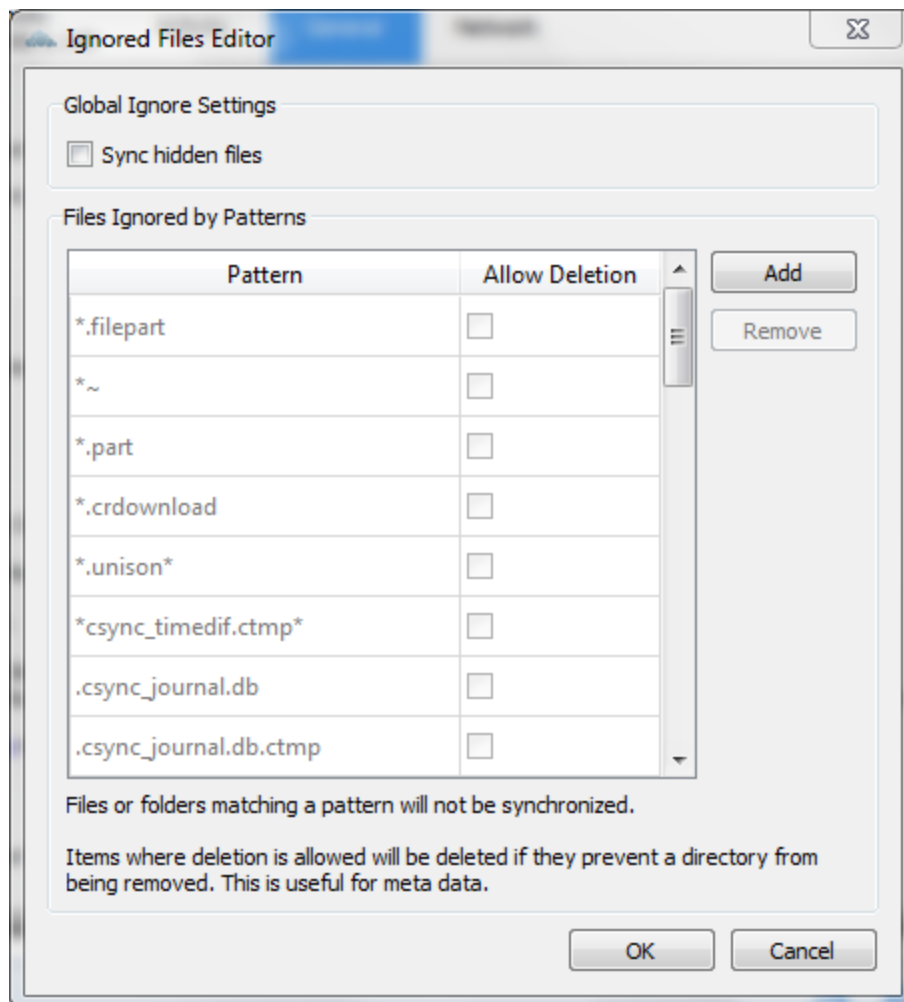 Ignored Files Editor
Global Ignore Settings
Sync hidden files
Files Ignored by Patterns
Pattern Allow Deletion
Add
*.filepart
Remove
*~
*.part
*.crdownload
*.unison*
*csync_timedif.ctmp*
.csync_journal.db
.csync_journal.db.ctmp
Files or folders matching a pattern will not be synchronized.
Items where deletion is allowed will be deleted if they prevent a directory from
being removed. This is useful for meta data.
OK Cancel